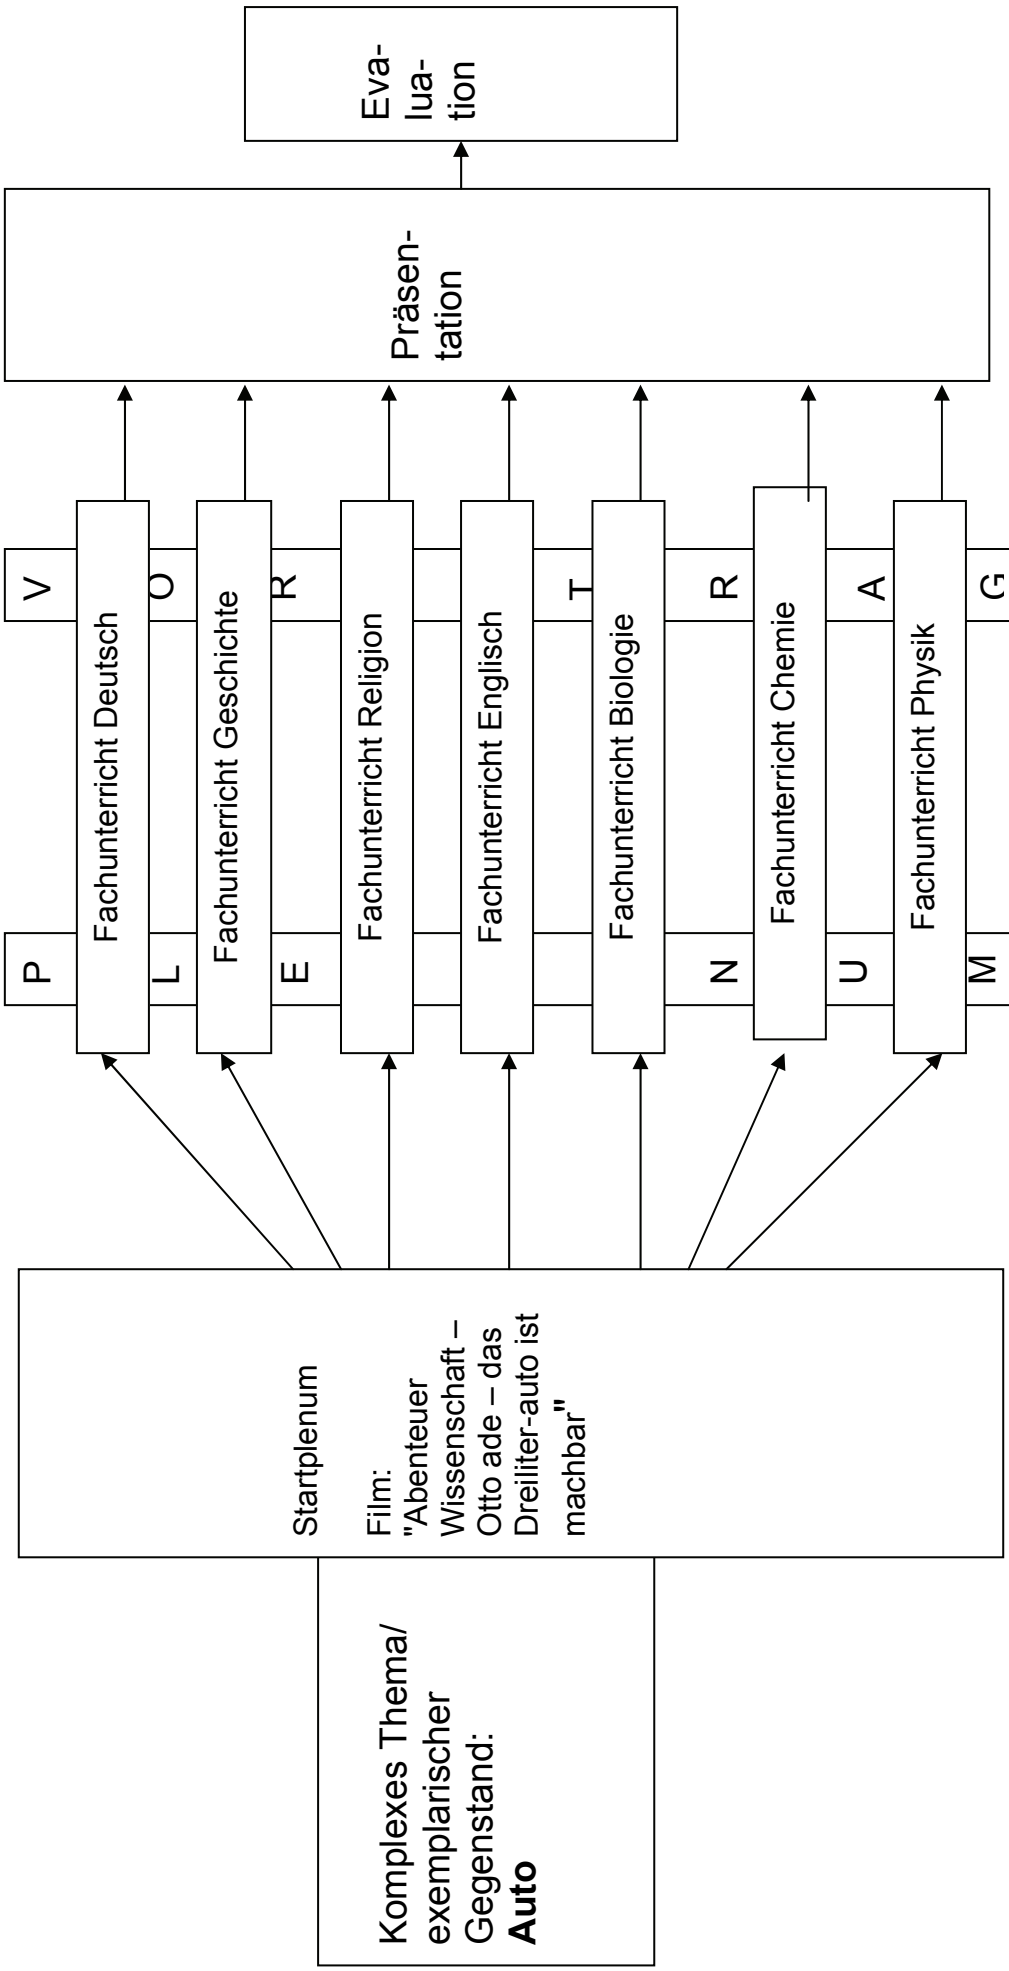 Komplexes Thema/
exemplarischer
Gegenstand:
Auto
Startplenum
Film:
"Abenteuer
Wissenschaft –
Otto ade – das
Dreiliter-auto ist
machbar"
P L E N U M
Fachunterricht Deutsch
Fachunterricht Geschichte
Fachunterricht Religion
Fachunterricht Englisch
Fachunterricht Biologie
Fachunterricht Chemie
Fachunterricht Physik
V O R T R A G
Präsen-
tation
Eva-
lua-
tion